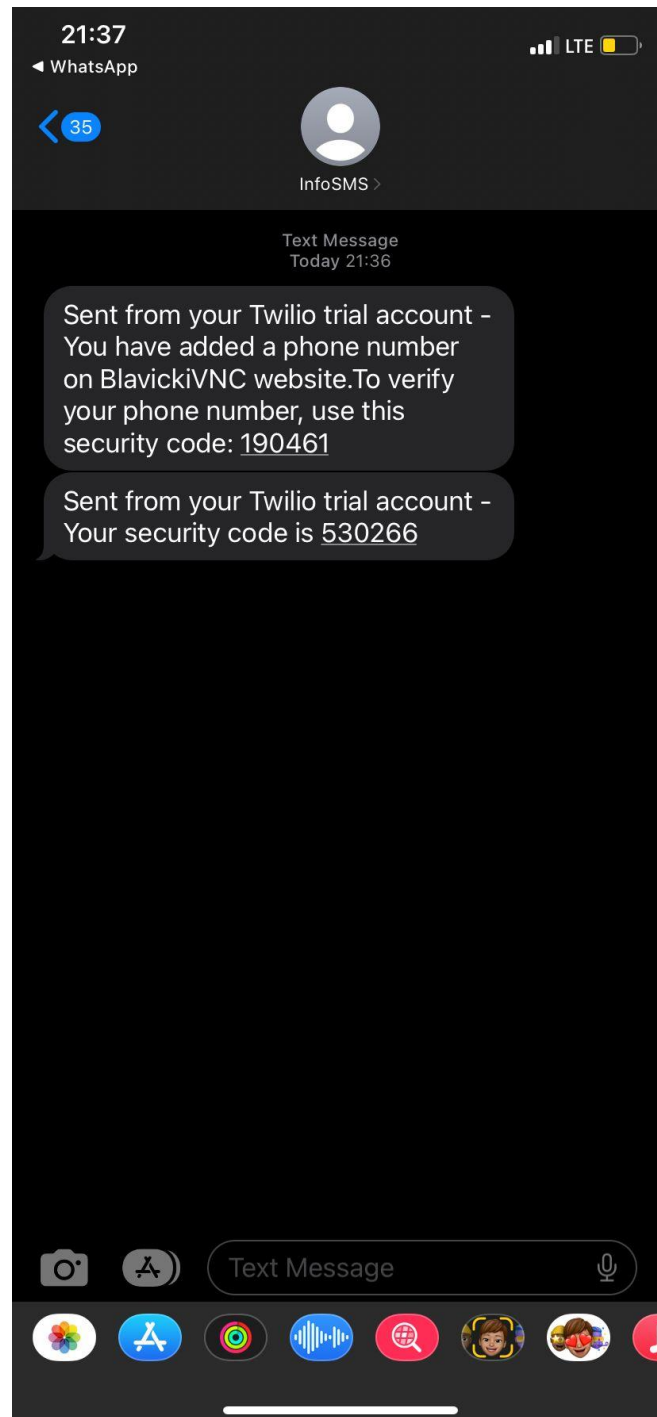 21:37
LTE
◀ WhatsApp
35
InfoSMS >
Text Message
Today 21:36
Sent from your Twilio trial account -
You have added a phone number
on BlavickiVNC website.To verify
your phone number, use this
security code: 190461
Sent from your Twilio trial account -
Your security code is 530266
Text Message